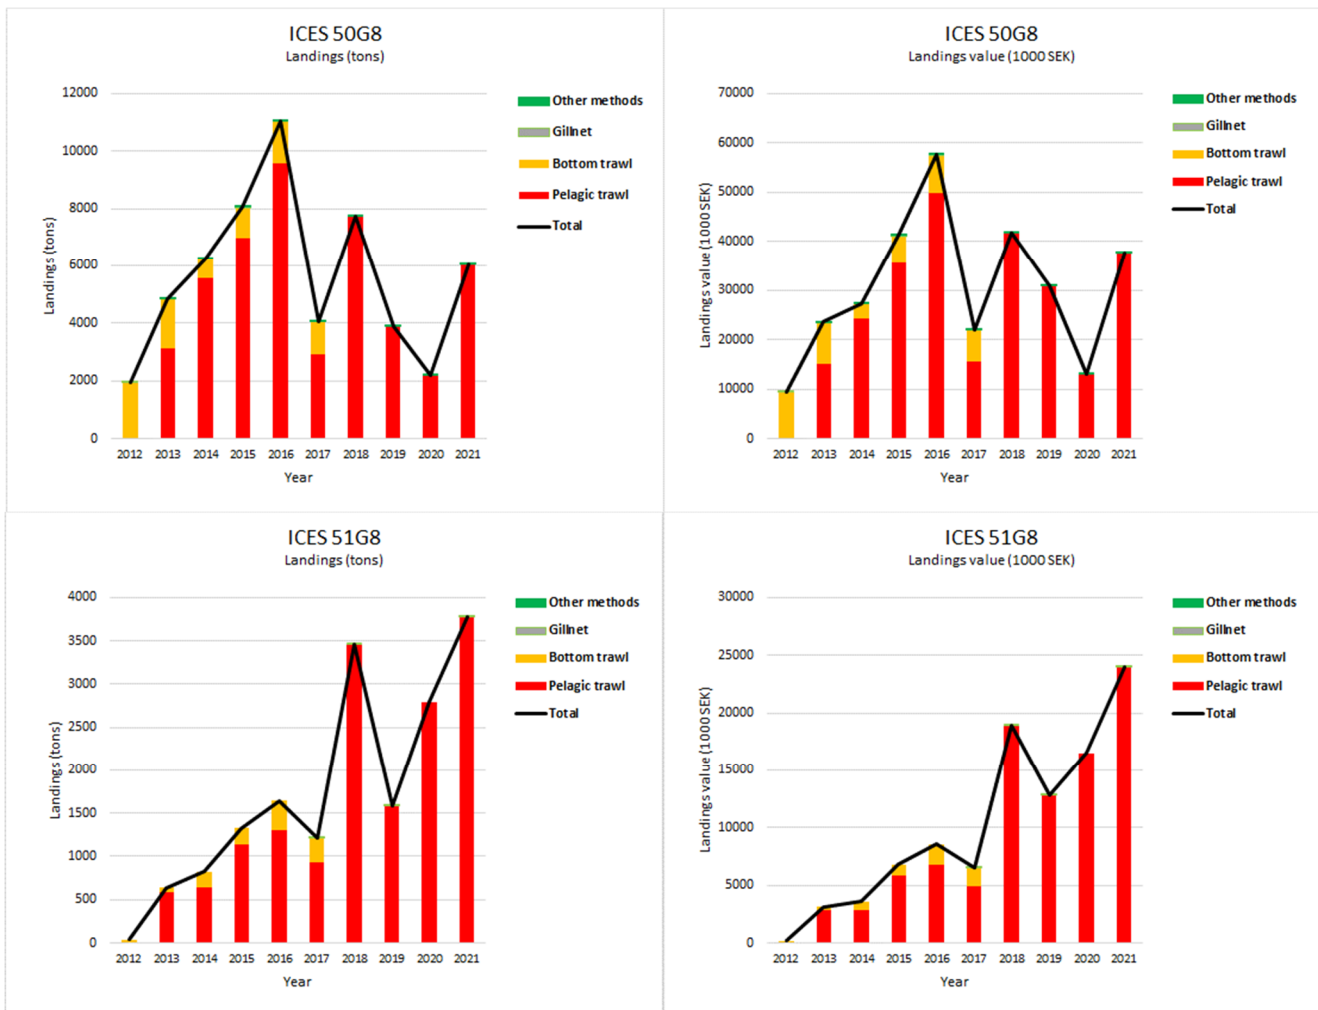 ICES 50G8
Landings (tons)
12000
10000
8000
6000
4000
2000
0
Landings (tons)
2012 2013 2014 2015 2016 2017 2018 2019 2020 2021
Year
Other methods
Gillnet
Bottom trawl
Pelagic trawl
Total
ICES 50G8
Landings value (1000 SEK)
70000
60000
50000
40000
30000
20000
10000
0
Landings value (1000 SEK)
2012 2013 2014 2015 2016 2017 2018 2019 2020 2021
Year
Other methods
Gillnet
Bottom trawl
Pelagic trawl
Total
ICES 51G8
Landings (tons)
4000
3500
3000
2500
2000
1500
1000
500
0
Landings (tons)
2012 2013 2014 2015 2016 2017 2018 2019 2020 2021
Year
Other methods
Gillnet
Bottom trawl
Pelagic trawl
Total
ICES 51G8
Landings value (1000 SEK)
30000
25000
20000
15000
10000
5000
0
Landings value (1000 SEK)
2012 2013 2014 2015 2016 2017 2018 2019 2020 2021
Year
Other methods
Gillnet
Bottom trawl
Pelagic trawl
Total